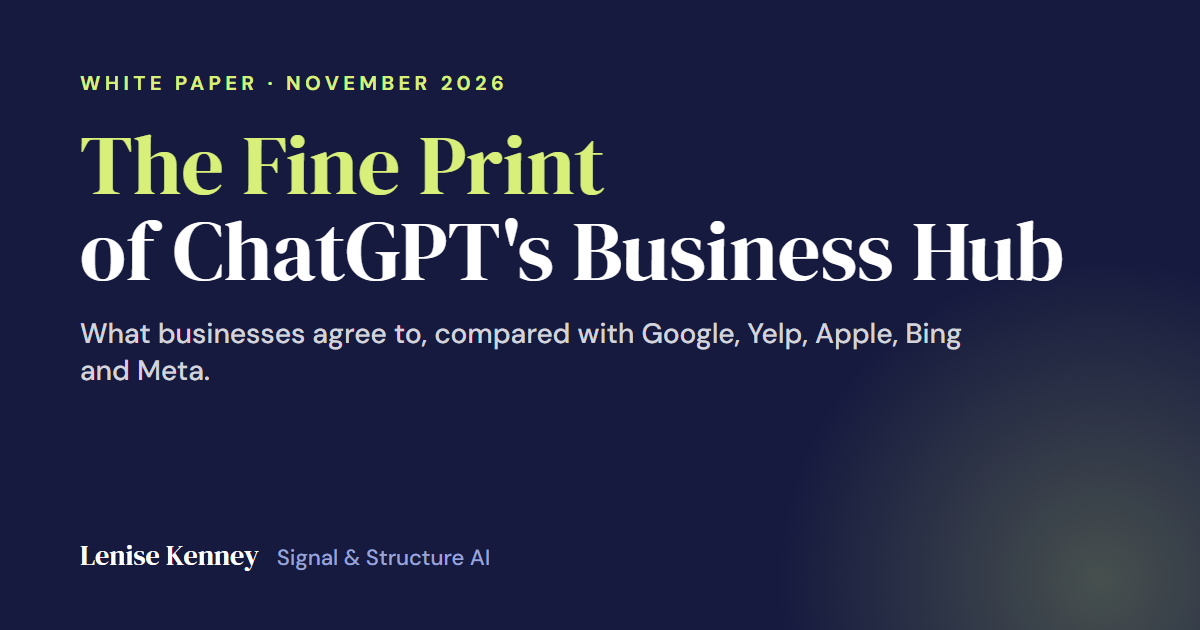 WHITE PAPER · NOVEMBER 2026
The Fine Print
of ChatGPT's Business Hub
What businesses agree to, compared with Google, Yelp, Apple, Bing
and Meta.
Lenise Kenney Signal & Structure AI